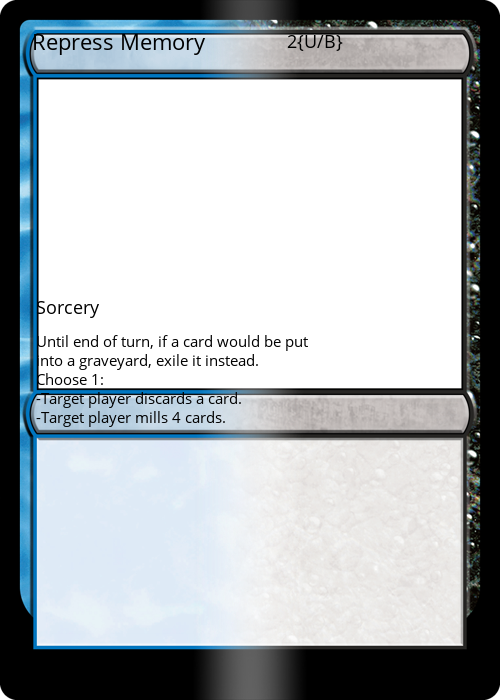 Repress Memory 2{U/B}
Sorcery
Until end of turn, if a card would be put
into a graveyard, exile it instead.
Choose 1:
-Target player discards a card.
-Target player mills 4 cards.